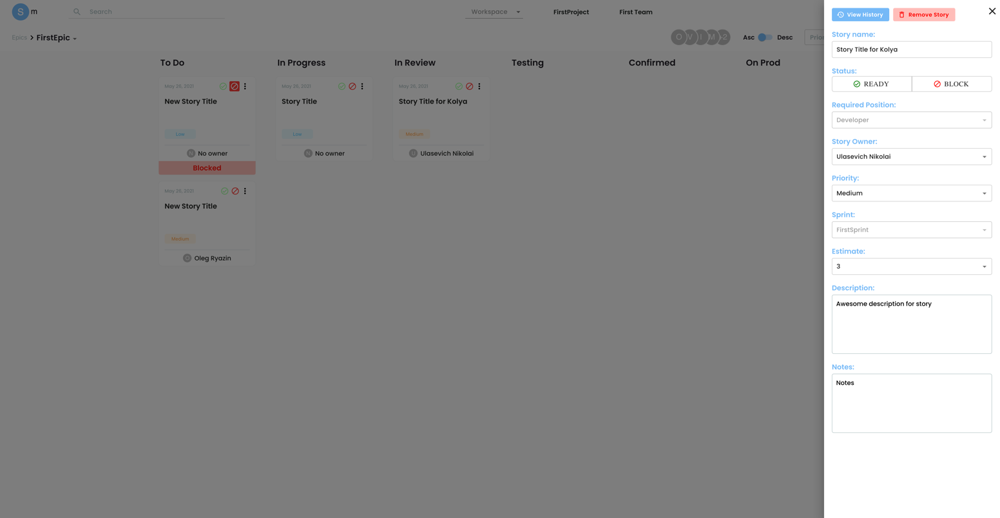 S m
Search
Workspace
FirstProject
First Team
Epics
FirstEpic
O V I M +2
Asc
Desc
To Do
May 26, 2021
New Story Title
Low
N No owner
Blocked
May 26, 2021
New Story Title
Medium
O Oleg Ryazin
In Progress
May 26, 2021
Story Title
Low
N No owner
In Review
May 26, 2021
Story Title for Kolya
Medium
U Ulasevich Nikolai
Testing
Confirmed
On Prod
View History
Remove Story
Story name:
Story Title for Kolya
Status:
READY
BLOCK
Required Position:
Developer
Story Owner:
Ulasevich Nikolai
Priority:
Medium
Sprint:
FirstSprint
Estimate:
3
Description:
Awesome description for story
Notes:
Notes